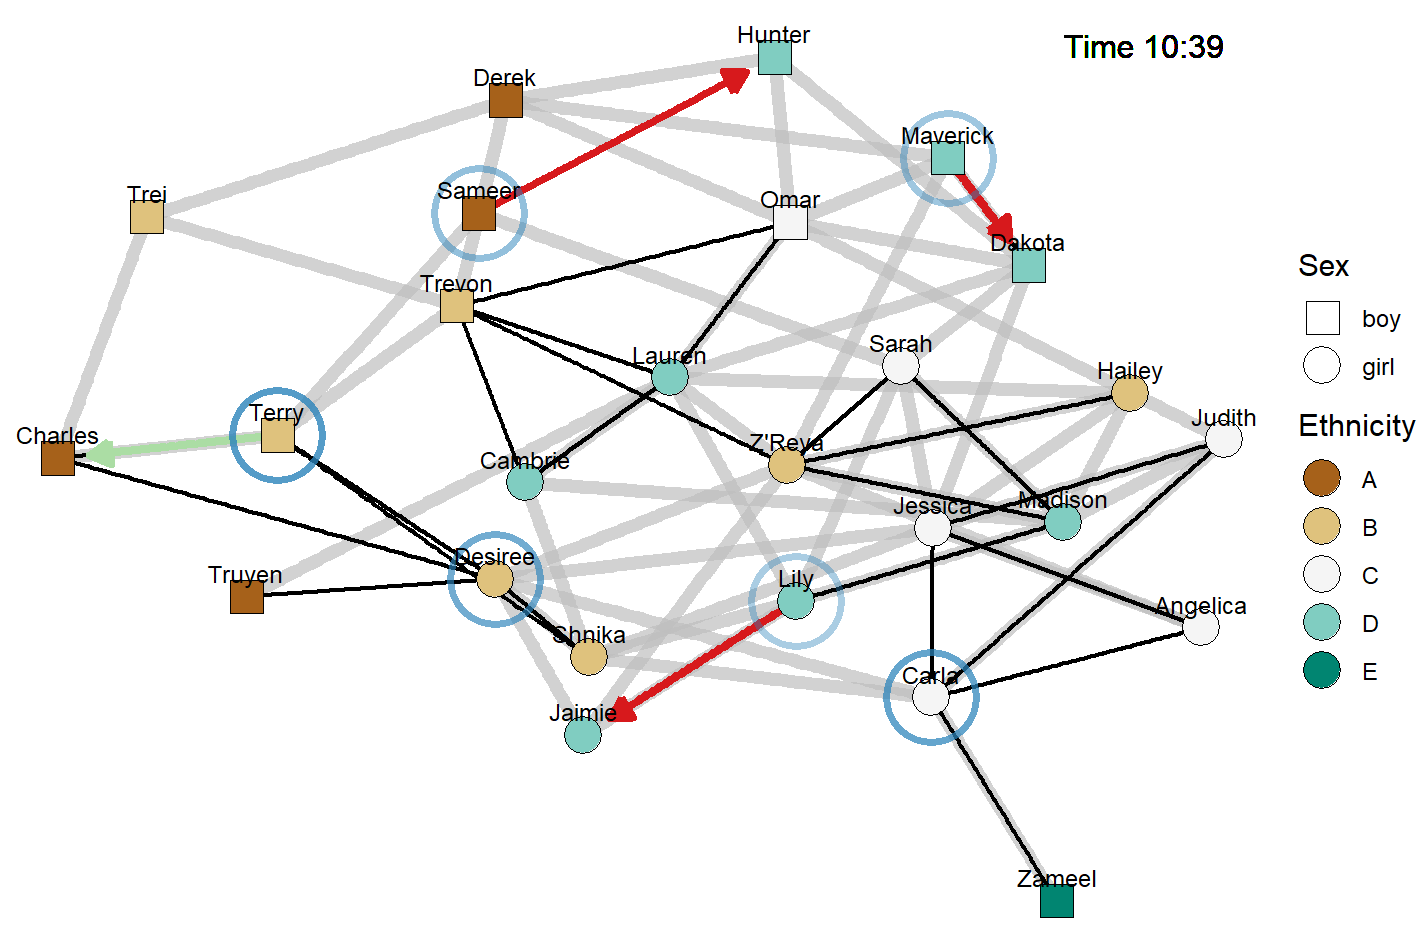 Hunter
Time 10:39
Derek
Maverick
Trei
Sameer
Omar
Dakota
Trevon
Lauren
Sarah
Hailey
Terry
Judith
Charles
Z'Reya
Cambrie
Jessica
Madison
Desiree
Truyen
Lily
Shnika
Angelica
Carla
Jaimie
Zameel
Sex
boy
girl
Ethnicity
A
B
C
D
E